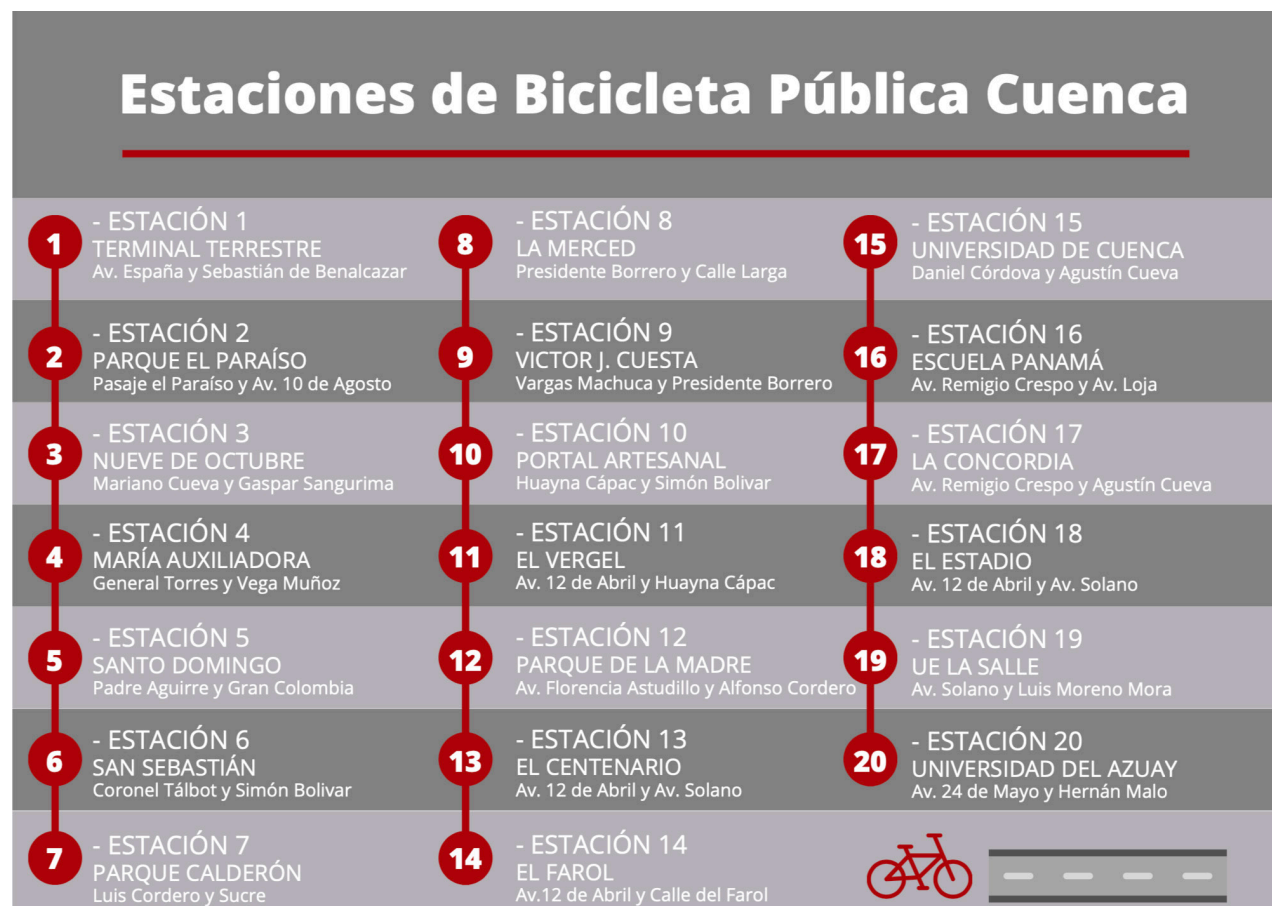 Estaciones de Bicicleta Pública Cuenca
1
- ESTACIÓN 1
TERMINAL TERRESTRE
Av. España y Sebastián de Benalcazar
2
- ESTACIÓN 2
PARQUE EL PARAÍSO
Pasaje el Paraíso y Av. 10 de Agosto
3
- ESTACIÓN 3
NUEVE DE OCTUBRE
Mariano Cueva y Gaspar Sangurima
4
- ESTACIÓN 4
MARÍA AUXILIADORA
General Torres y Vega Muñoz
5
- ESTACIÓN 5
SANTO DOMINGO
Padre Aguirre y Gran Colombia
6
- ESTACIÓN 6
SAN SEBASTIÁN
Coronel Tálbot y Simón Bolivar
7
- ESTACIÓN 7
PARQUE CALDERÓN
Luis Cordero y Sucre
8
- ESTACIÓN 8
LA MERCED
Presidente Borrero y Calle Larga
9
- ESTACIÓN 9
VICTOR J. CUESTA
Vargas Machuca y Presidente Borrero
10
- ESTACIÓN 10
PORTAL ARTESANAL
Huayna Cápac y Simón Bolivar
11
- ESTACIÓN 11
EL VERGEL
Av. 12 de Abril y Huayna Cápac
12
- ESTACIÓN 12
PARQUE DE LA MADRE
Av. Florencia Astudillo y Alfonso Cordero
13
- ESTACIÓN 13
EL CENTENARIO
Av. 12 de Abril y Av. Solano
14
- ESTACIÓN 14
EL FAROL
Av.12 de Abril y Calle del Farol
15
- ESTACIÓN 15
UNIVERSIDAD DE CUENCA
Daniel Córdova y Agustín Cueva
16
- ESTACIÓN 16
ESCUELA PANAMÁ
Av. Remigio Crespo y Av. Loja
17
- ESTACIÓN 17
LA CONCORDIA
Av. Remigio Crespo y Agustín Cueva
18
- ESTACIÓN 18
EL ESTADIO
Av. 12 de Abril y Av. Solano
19
- ESTACIÓN 19
UE LA SALLE
Av. Solano y Luis Moreno Mora
20
- ESTACIÓN 20
UNIVERSIDAD DEL AZUAY
Av. 24 de Mayo y Hernán Malo